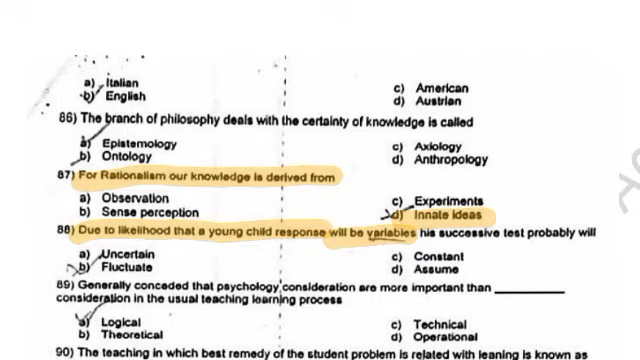 a) Italian
c) American
b) English
d) Austrian
86) The branch of philosophy deals with the certainty of knowledge is called
a) Epistemology
c) Axiology
b) Ontology
d) Anthropology
87) For Rationalism our knowledge is derived from
a) Observation
c) Experiments
b) Sense perception
d) Innate ideas
88) Due to likelihood that a young child response will be variables his successive test probably will
a) Uncertain
c) Constant
b) Fluctuate
d) Assume
89) Generally conceded that psychology consideration are more important than ___________
consideration in the usual teaching learning process
a) Logical
c) Technical
b) Theoretical
d) Operational
90) The teaching in which best remedy of the student problem is related with leaning is known as